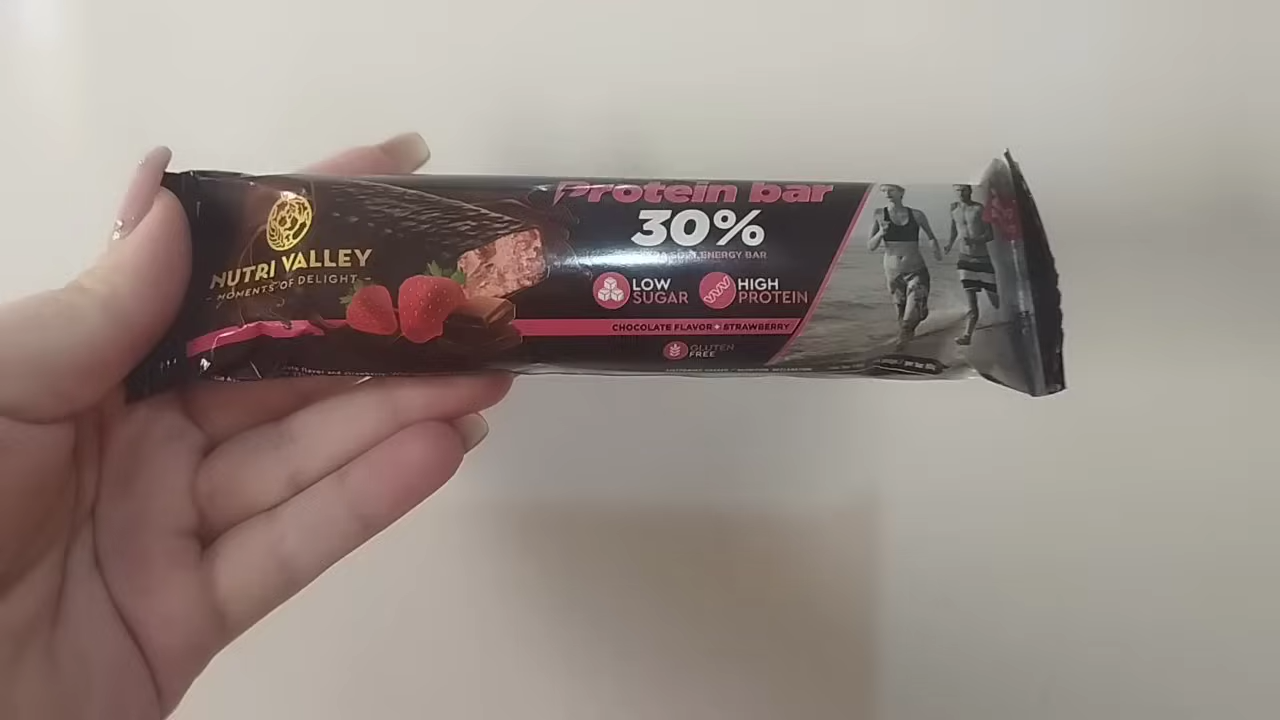 NUTRI VALLEY
- MOMENTS OF DELIGHT -
Protein bar
30%
SOFT ENERGY BAR
LOW
SUGAR
HIGH
PROTEIN
CHOCOLATE FLAVOR + STRAWBERRY
GLUTEN
FREE